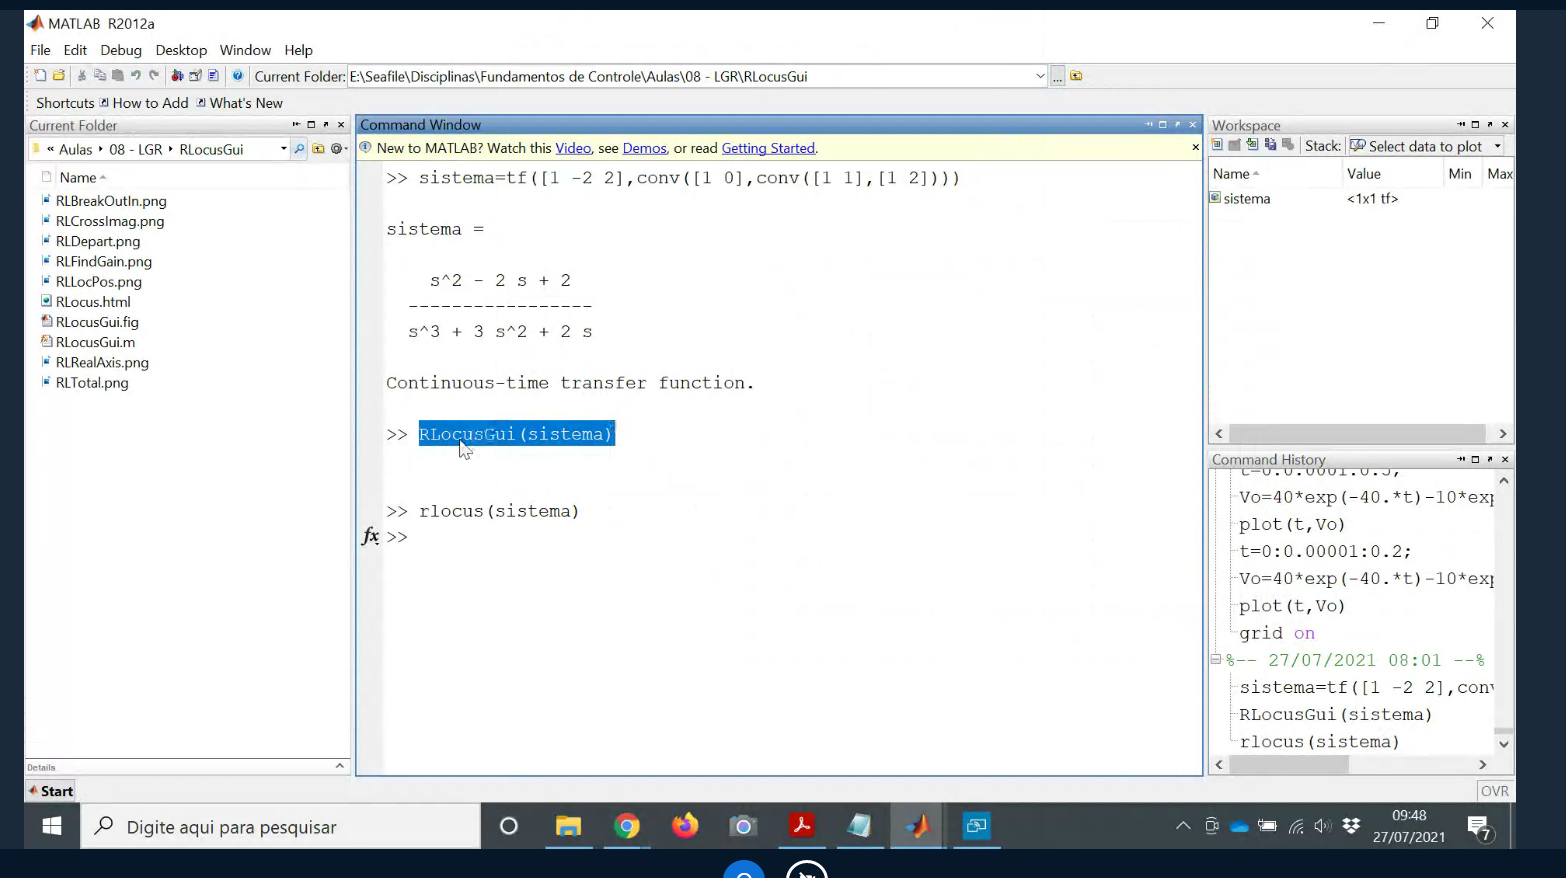 MATLAB R2012a
File Edit Debug Desktop Window Help
Current Folder: E:\Seafile\Disciplinas\Fundamentos de Controle\Aulas\08 - LGR\RLocusGui
Shortcuts How to Add What's New
Current Folder
« Aulas 08 - LGR RLocusGui
Name
RLBreakOutIn.png
RLCrossImag.png
RLDepart.png
RLFindGain.png
RLLocPos.png
RLocus.html
RLocusGui.fig
RLocusGui.m
RLRealAxis.png
RLTotal.png
Details
Command Window
New to MATLAB? Watch this Video, see Demos, or read Getting Started.
>> sistema=tf([1 -2 2],conv([1 0],conv([1 1],[1 2])))
sistema =
s^2 - 2 s + 2
-----------------
s^3 + 3 s^2 + 2 s
Continuous-time transfer function.
>> RLocusGui(sistema)
>> rlocus(sistema)
fx >>
Workspace
Stack: Select data to plot
Name Value Min Max
sistema <1x1 tf>
Command History
t=0:0.0001:0.5;
Vo=40*exp(-40.*t)-10*exp
plot(t,Vo)
t=0:0.00001:0.2;
Vo=40*exp(-40.*t)-10*exp
plot(t,Vo)
grid on
%-- 27/07/2021 08:01 --%
sistema=tf([1 -2 2],conv
RLocusGui(sistema)
rlocus(sistema)
Start
OVR
Digite aqui para pesquisar
09:48
27/07/2021
7